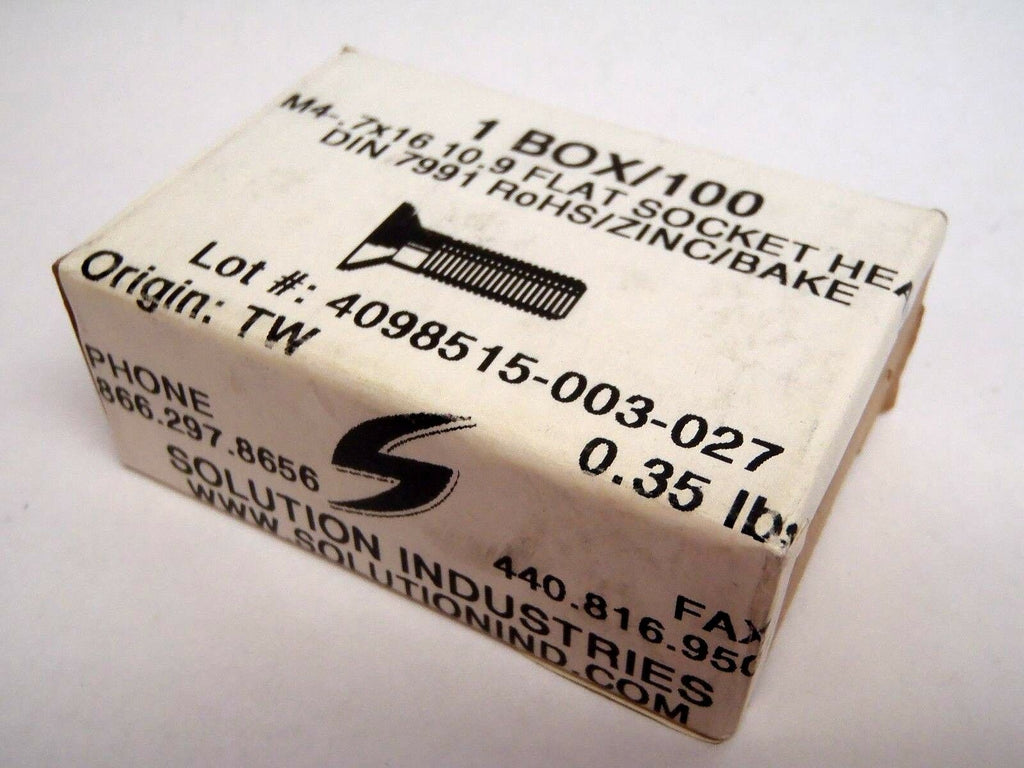 1 BOX/100
M4-.7x16 10.9 FLAT SOCKET HEA
DIN 7991 RoHS/ZINC/BAKE
Lot #: 4098515-003-027
Origin: TW
0.35 lbs
PHONE
866.297.8656
FAX
440.816.950
SOLUTION INDUSTRIES
WWW.SOLUTIONIND.COM